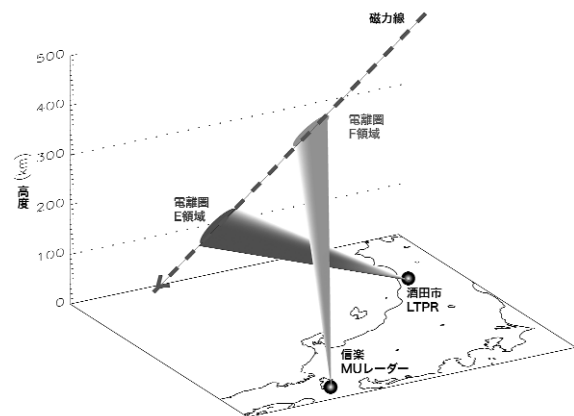 磁力線
500
400
300
200
100
0
高度
(km)
電離圏
F領域
電離圏
E領域
酒田市
LTPR
信楽
MUレーダー